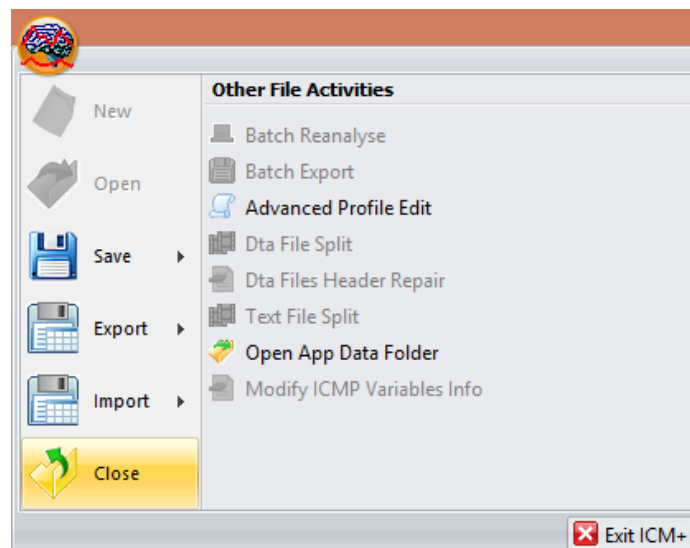 New
Open
Save
Export
Import
Close
Other File Activities
Batch Reanalyse
Batch Export
Advanced Profile Edit
Dta File Split
Dta Files Header Repair
Text File Split
Open App Data Folder
Modify ICMP Variables Info
Exit ICM+